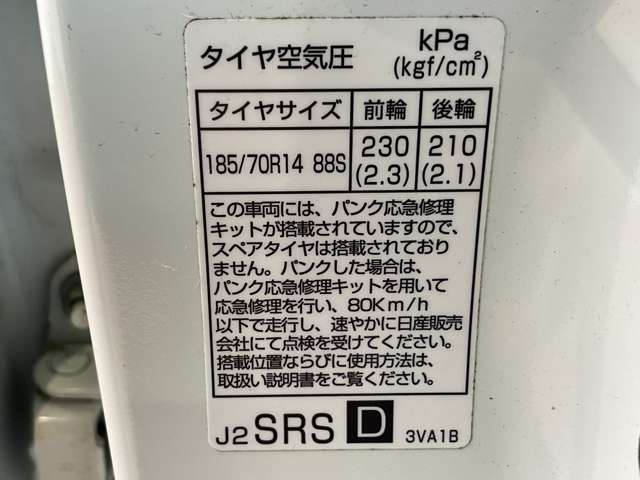 タイヤ空気圧 kPa
(kgf/cm²)
タイヤサイズ 前輪 後輪
185/70R14 88S 230 210
(2.3) (2.1)
この車両には、パンク応急修理
キットが搭載されていますので、
スペアタイヤは搭載されており
ません。パンクした場合は、
パンク応急修理キットを用いて
応急修理を行い、80Km/h
以下で走行し、速やかに日産販売
会社にて点検を受けてください。
搭載位置ならびに使用方法は、
取扱い説明書をご覧ください。
J2 SRS D 3VA1B